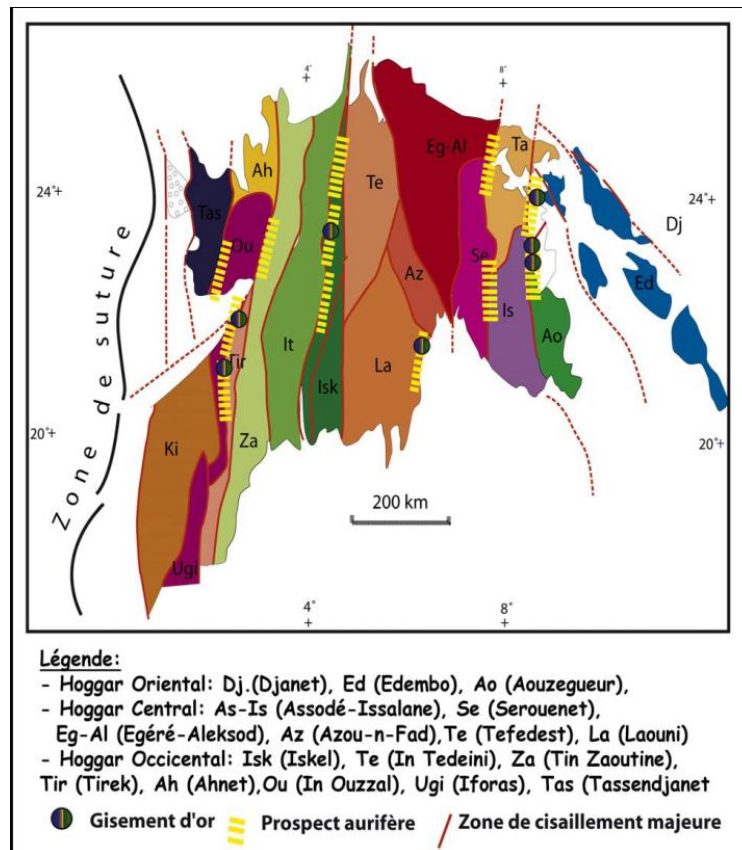 4°
8°
Ta
Eg-Al
Ah
24°+
Te
24°+
Tas
Dj
Ou
Se
Az
Ed
Is
It
Tir
La
Ao
Isk
20°+
Ki
Za
20°+
200 km
Zone de suture
Ugi
4°
8°
Légende:
- Hoggar Oriental: Dj.(Djanet), Ed (Edembo), Ao (Aouzegueur),
- Hoggar Central: As-Is (Assodé-Issalane), Se (Serouenet),
Eg-Al (Egéré-Aleksod), Az (Azou-n-Fad),Te (Tefedest), La (Laouni)
- Hoggar Occidental: Isk (Iskel), Te (In Tedeini), Za (Tin Zaoutine),
Tir (Tirek), Ah (Ahnet),Ou (In Ouzzal), Ugi (Iforas), Tas (Tassendjanet
Gisement d'or
Prospect aurifère
Zone de cisaillement majeure